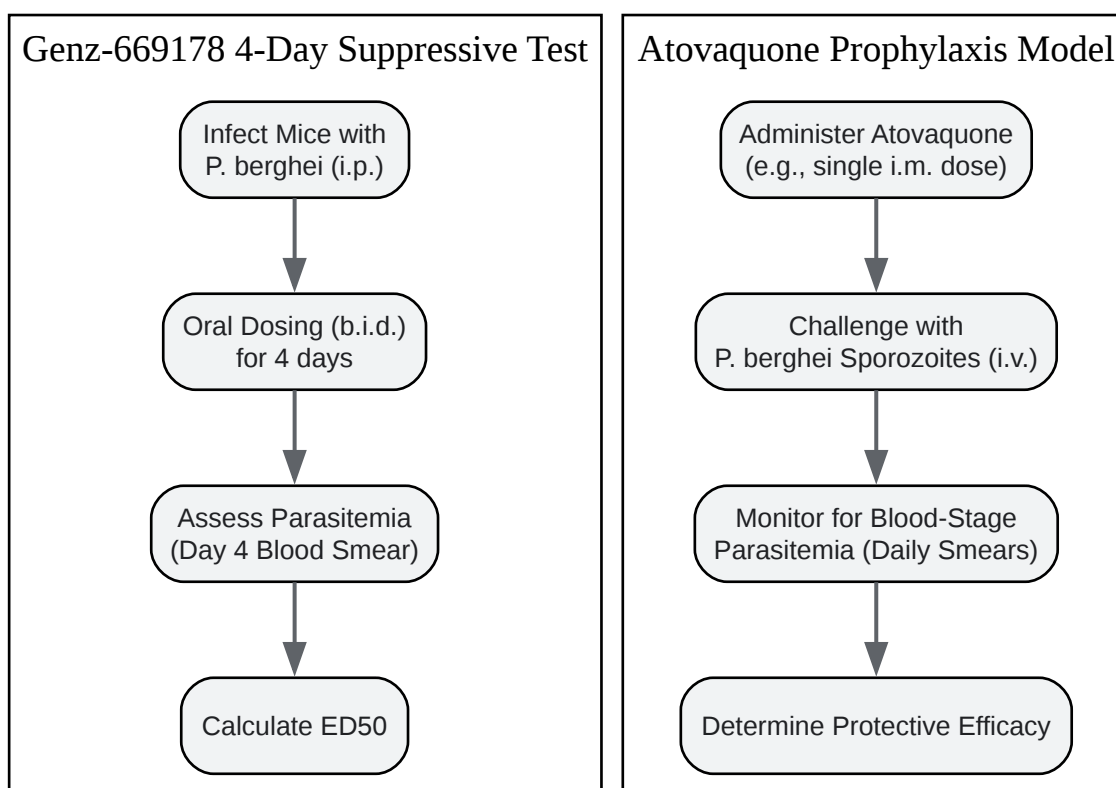 Genz-669178 4-Day Suppressive Test
Infect Mice with
P. berghei (i.p.)
Oral Dosing (b.i.d.)
for 4 days
Assess Parasitemia
(Day 4 Blood Smear)
Calculate ED50
Atovaquone Prophylaxis Model
Administer Atovaquone
(e.g., single i.m. dose)
Challenge with
P. berghei Sporozoites (i.v.)
Monitor for Blood-Stage
Parasitemia (Daily Smears)
Determine Protective Efficacy